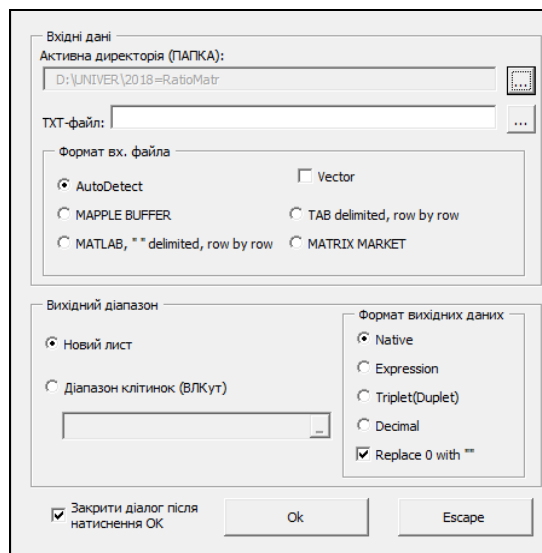 Вхідні дані
Активна директорія (ПАПКА):
D:\UNIVER\2018=RatioMatr
...
TXT-файл:
...
Формат вх. файла
AutoDetect
Vector
MAPPLE BUFFER
TAB delimited, row by row
MATLAB, " " delimited, row by row
MATRIX MARKET
Вихідний діапазон
Новий лист
Діапазон клітинок (ВЛКут)
_
Формат вихідних даних
Native
Expression
Triplet(Duplet)
Decimal
Replace 0 with ""
Закрити діалог після
натиснення ОК
Ok
Escape